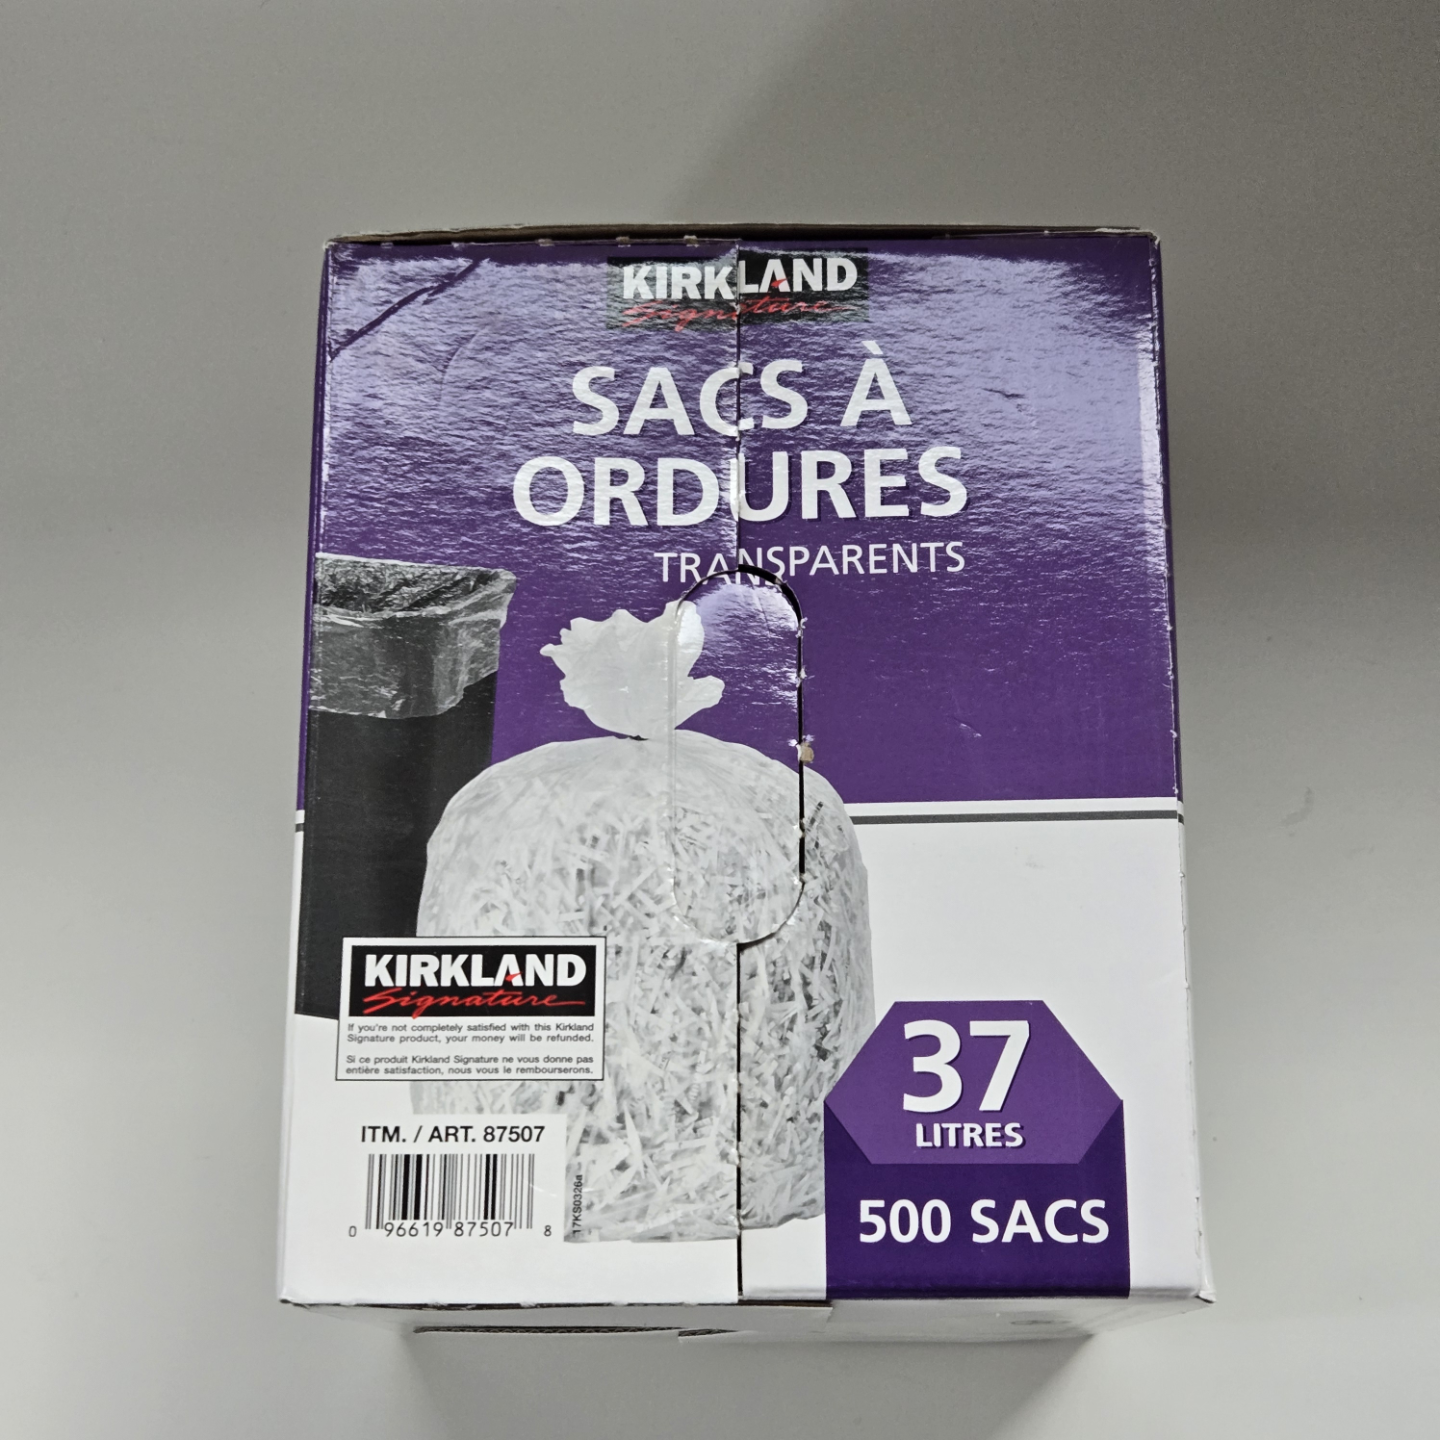 KIRKLAND
Signature
SACS À
ORDURES
TRANSPARENTS
KIRKLAND
Signature
If you're not completely satisfied with this Kirkland
Signature product, your money will be refunded.
Si ce produit Kirkland Signature ne vous donne pas
entière satisfaction, nous vous le rembourserons.
ITM. / ART. 87507
0 96619 87507 8
17KS0326a
37
LITRES
500 SACS